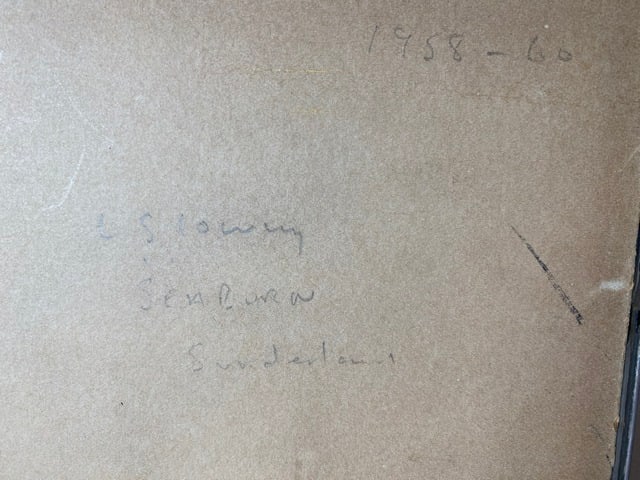 1958-60
L S Lowry
SEABURN
Sunderland